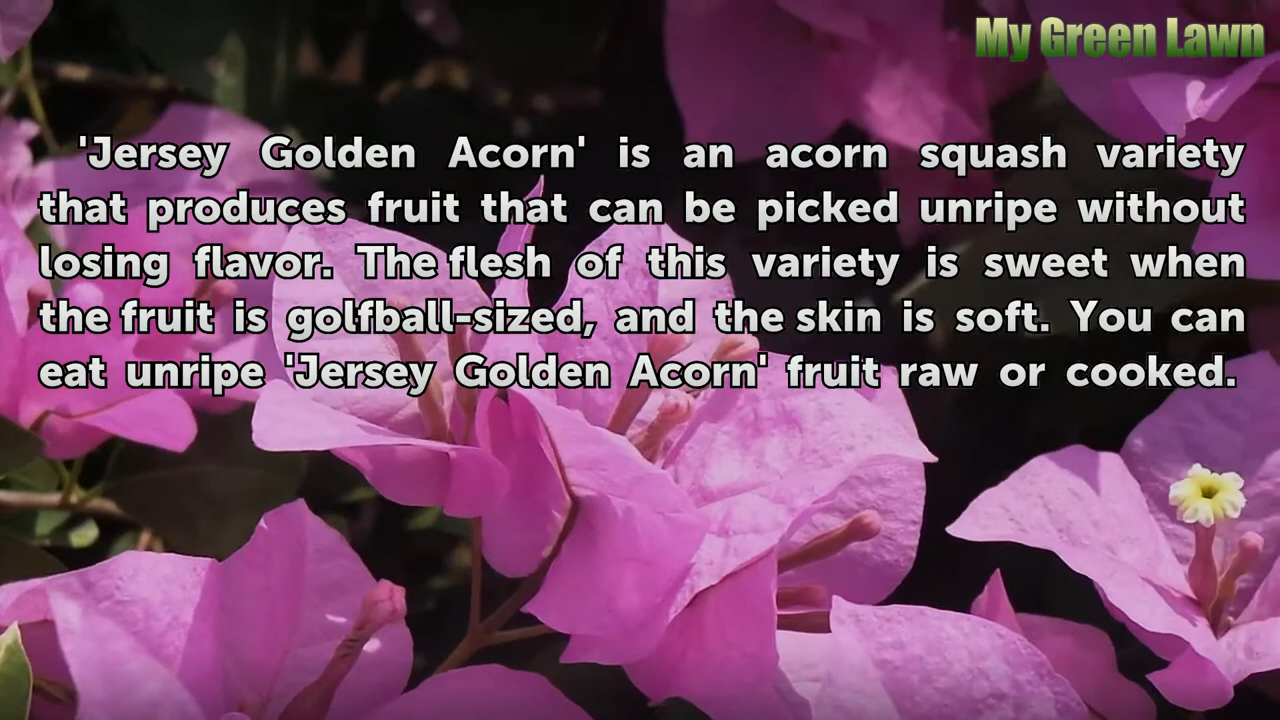 My Green Lawn
'Jersey Golden Acorn' is an acorn squash variety
that produces fruit that can be picked unripe without
losing flavor. The flesh of this variety is sweet when
the fruit is golfball-sized, and the skin is soft. You can
eat unripe 'Jersey Golden Acorn' fruit raw or cooked.